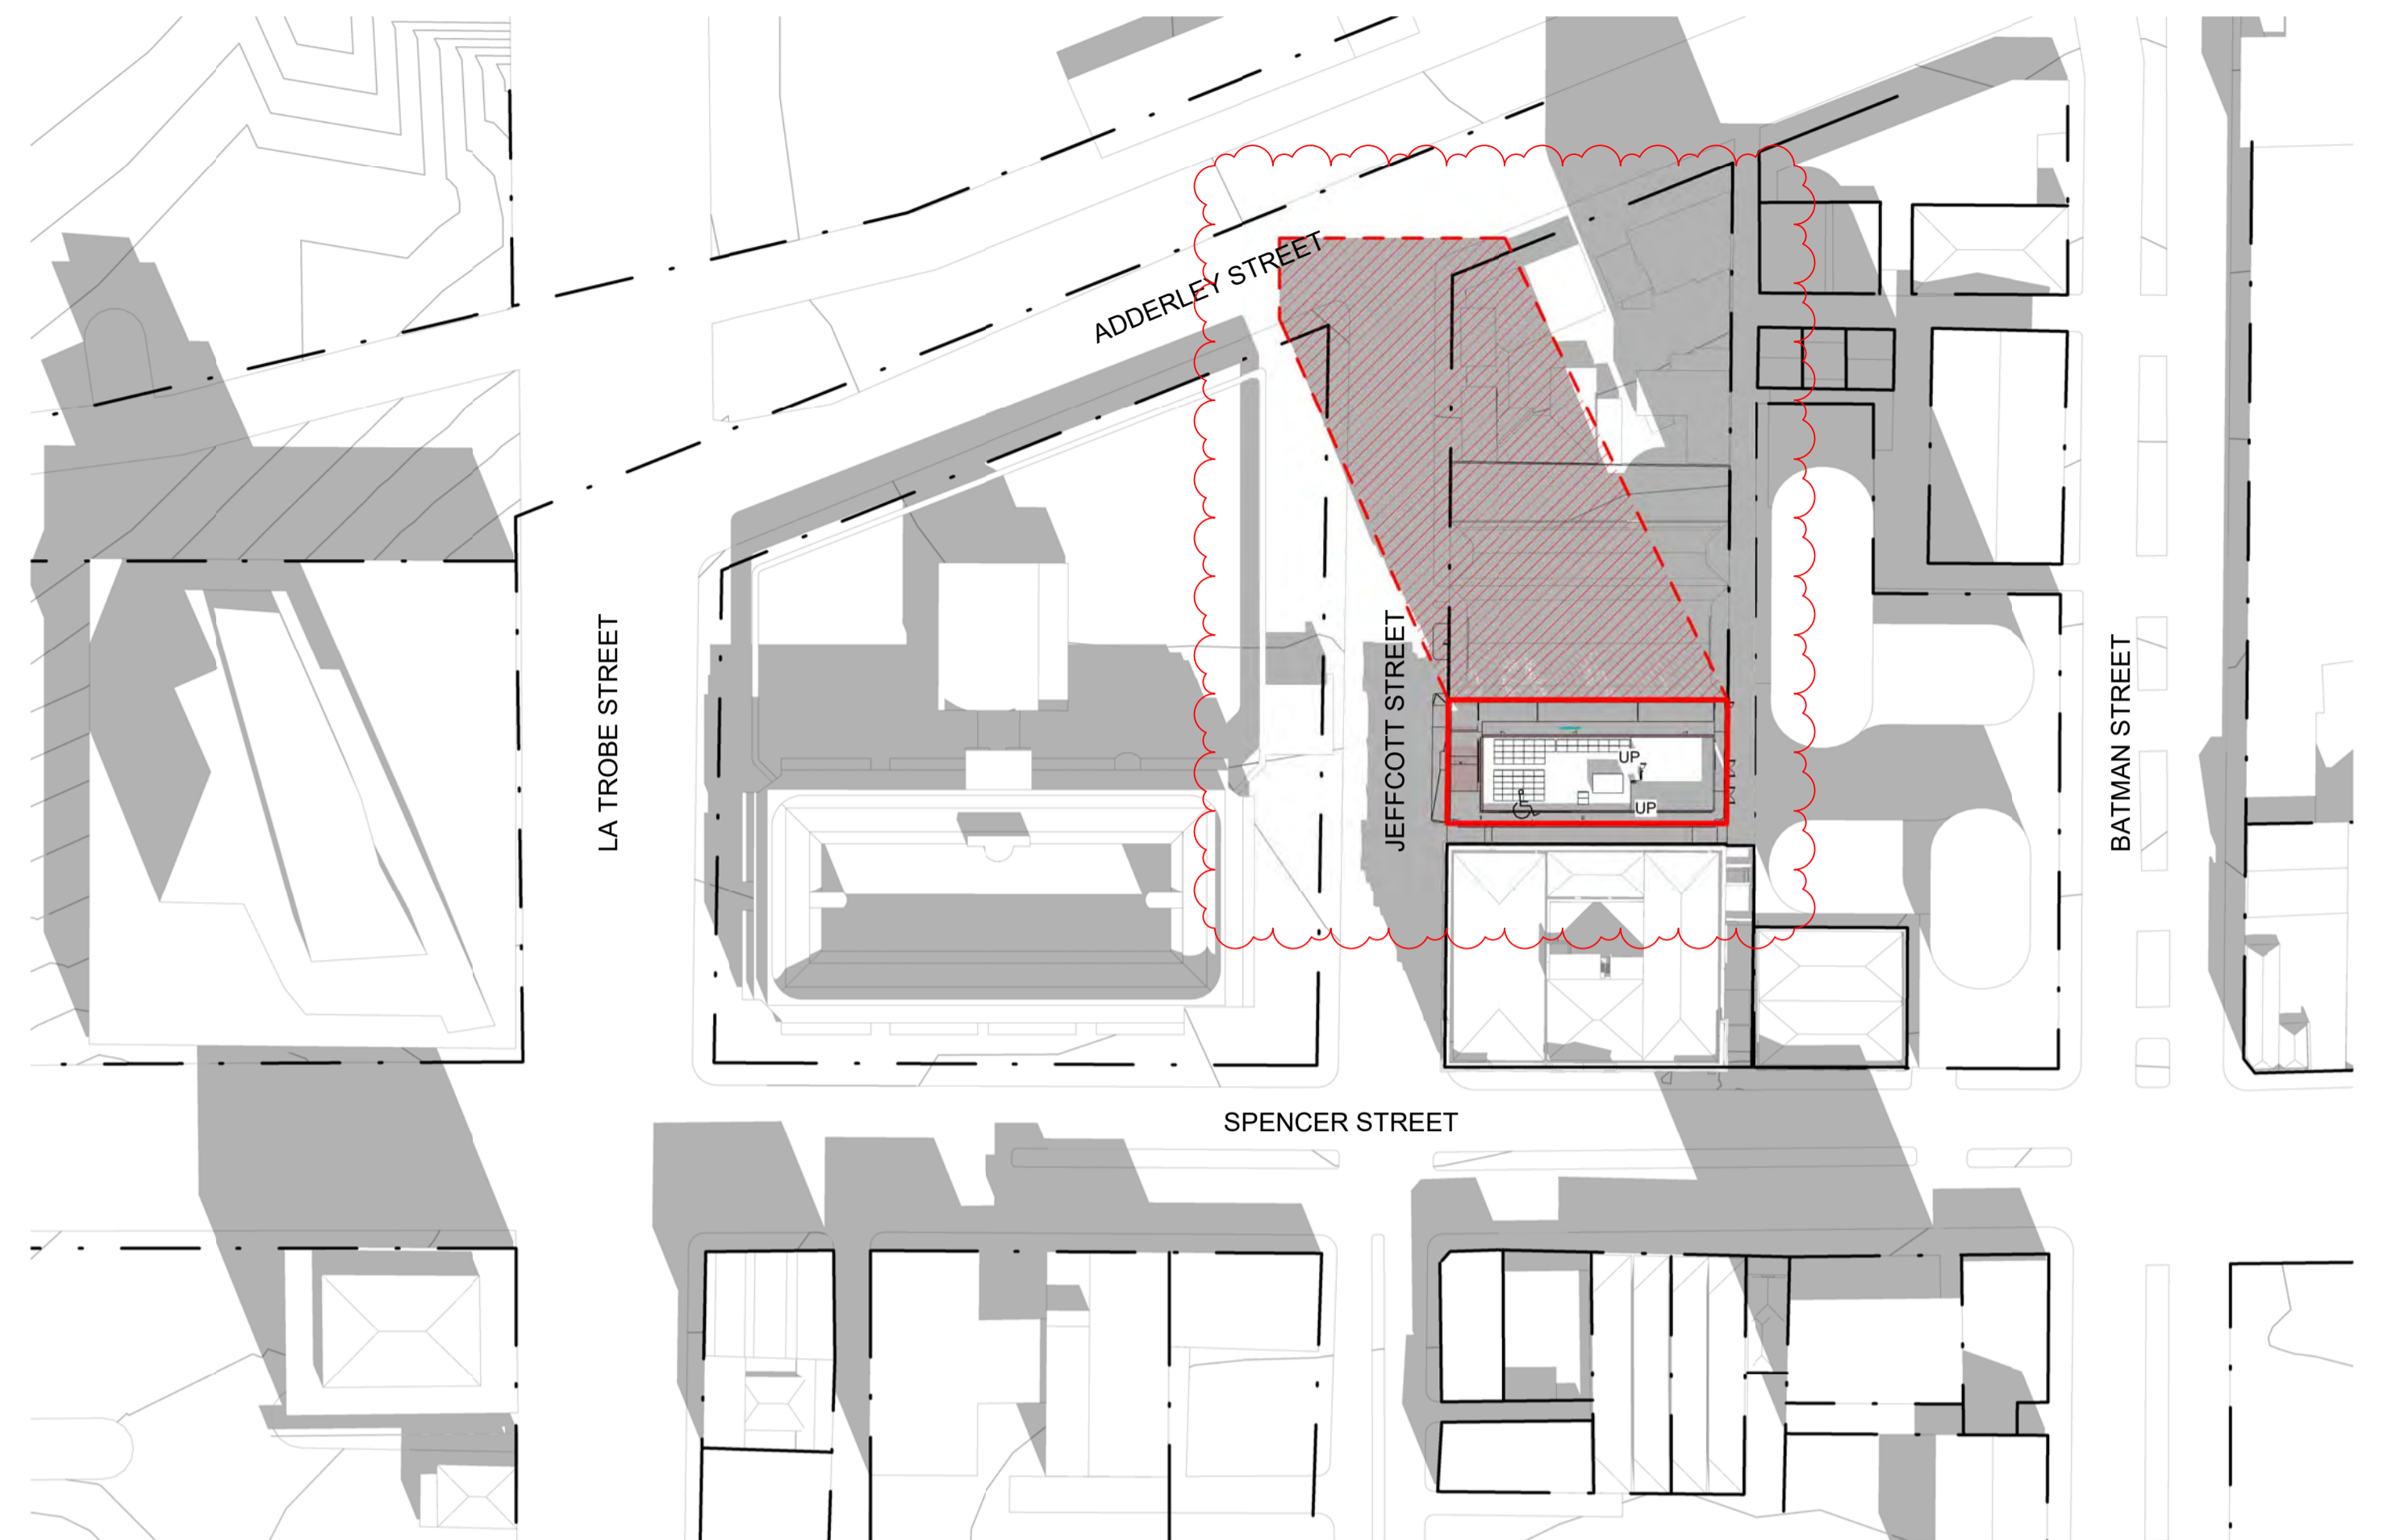 ADDERLEY STREET
LA TROBE STREET
JEFFCOTT STREET
BATMAN STREET
UP
UP
SPENCER STREET